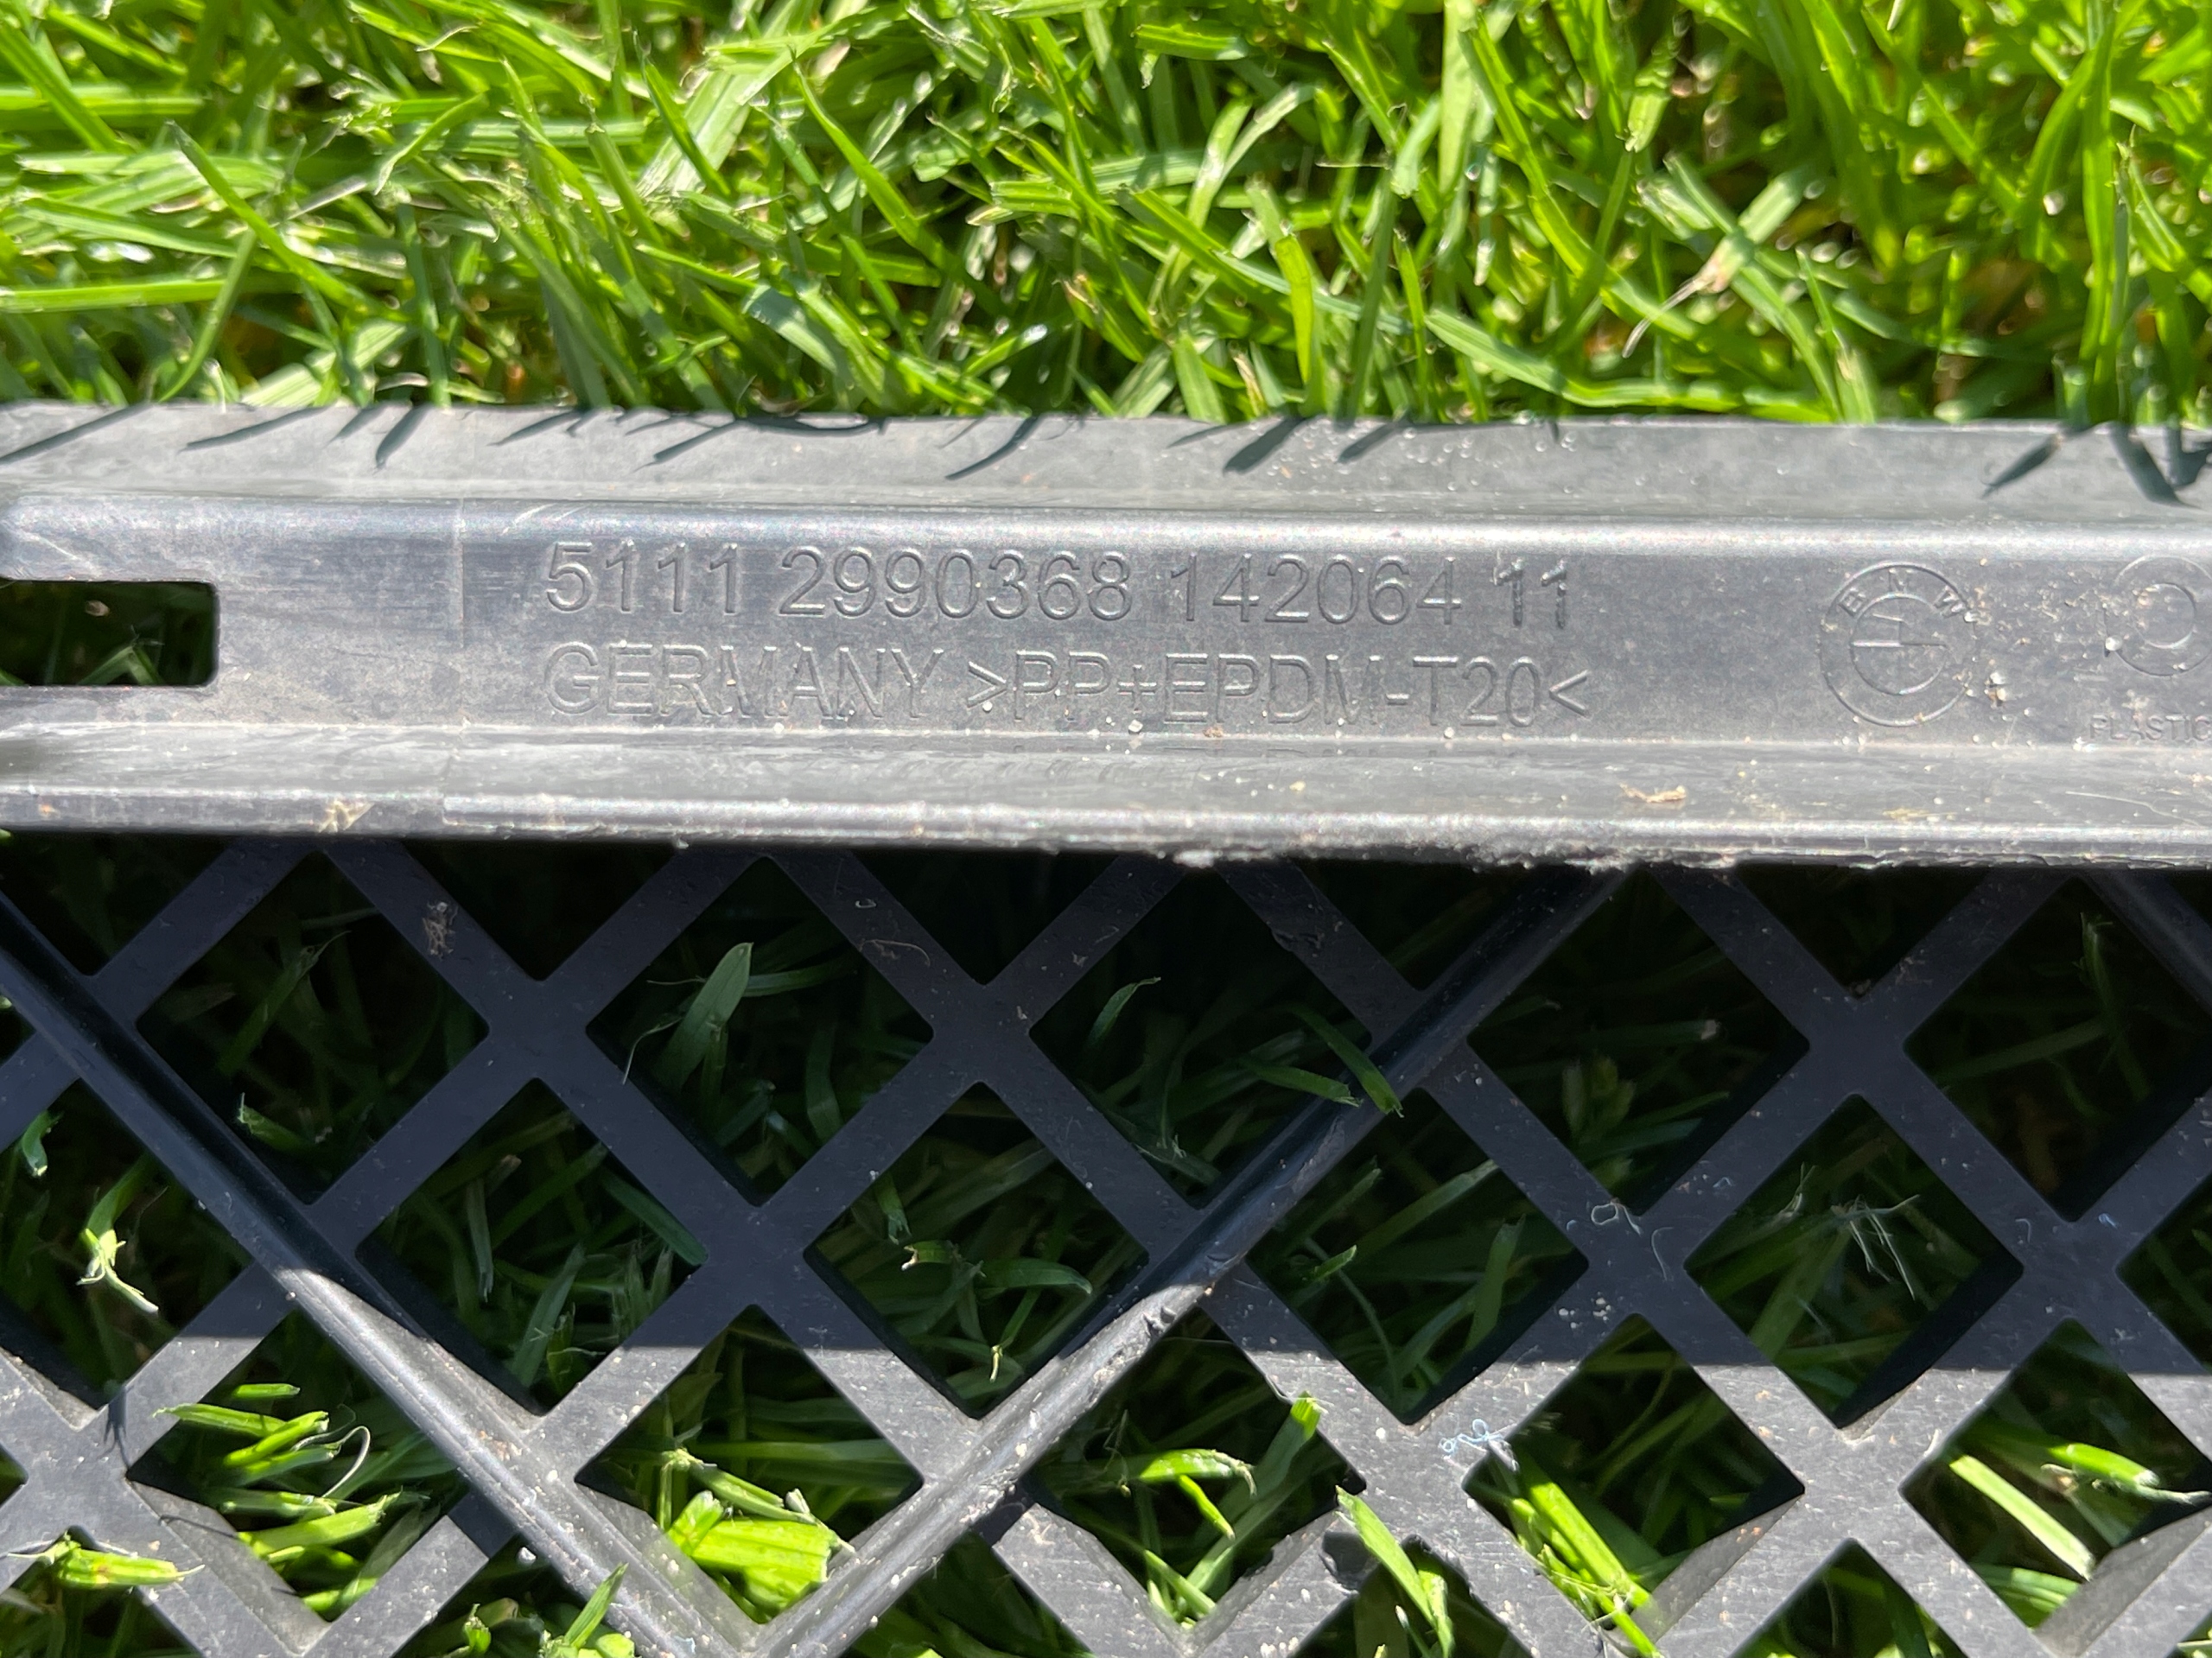 5111 2990368 142064 11
GERMANY >PP+EPDM-T20<
BMW
PLASTIC